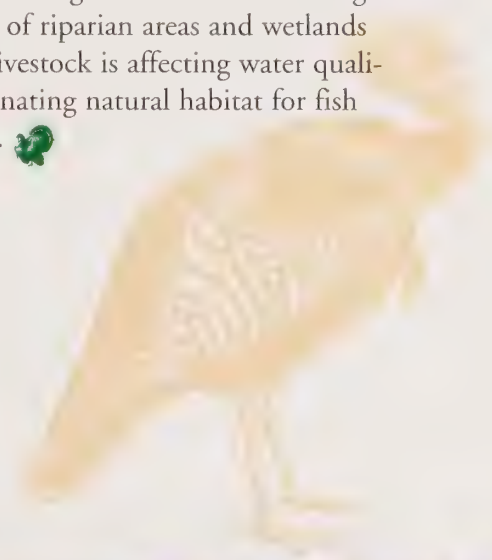 of riparian areas and wetlands
ivestock is affecting water quali-
nating natural habitat for fish